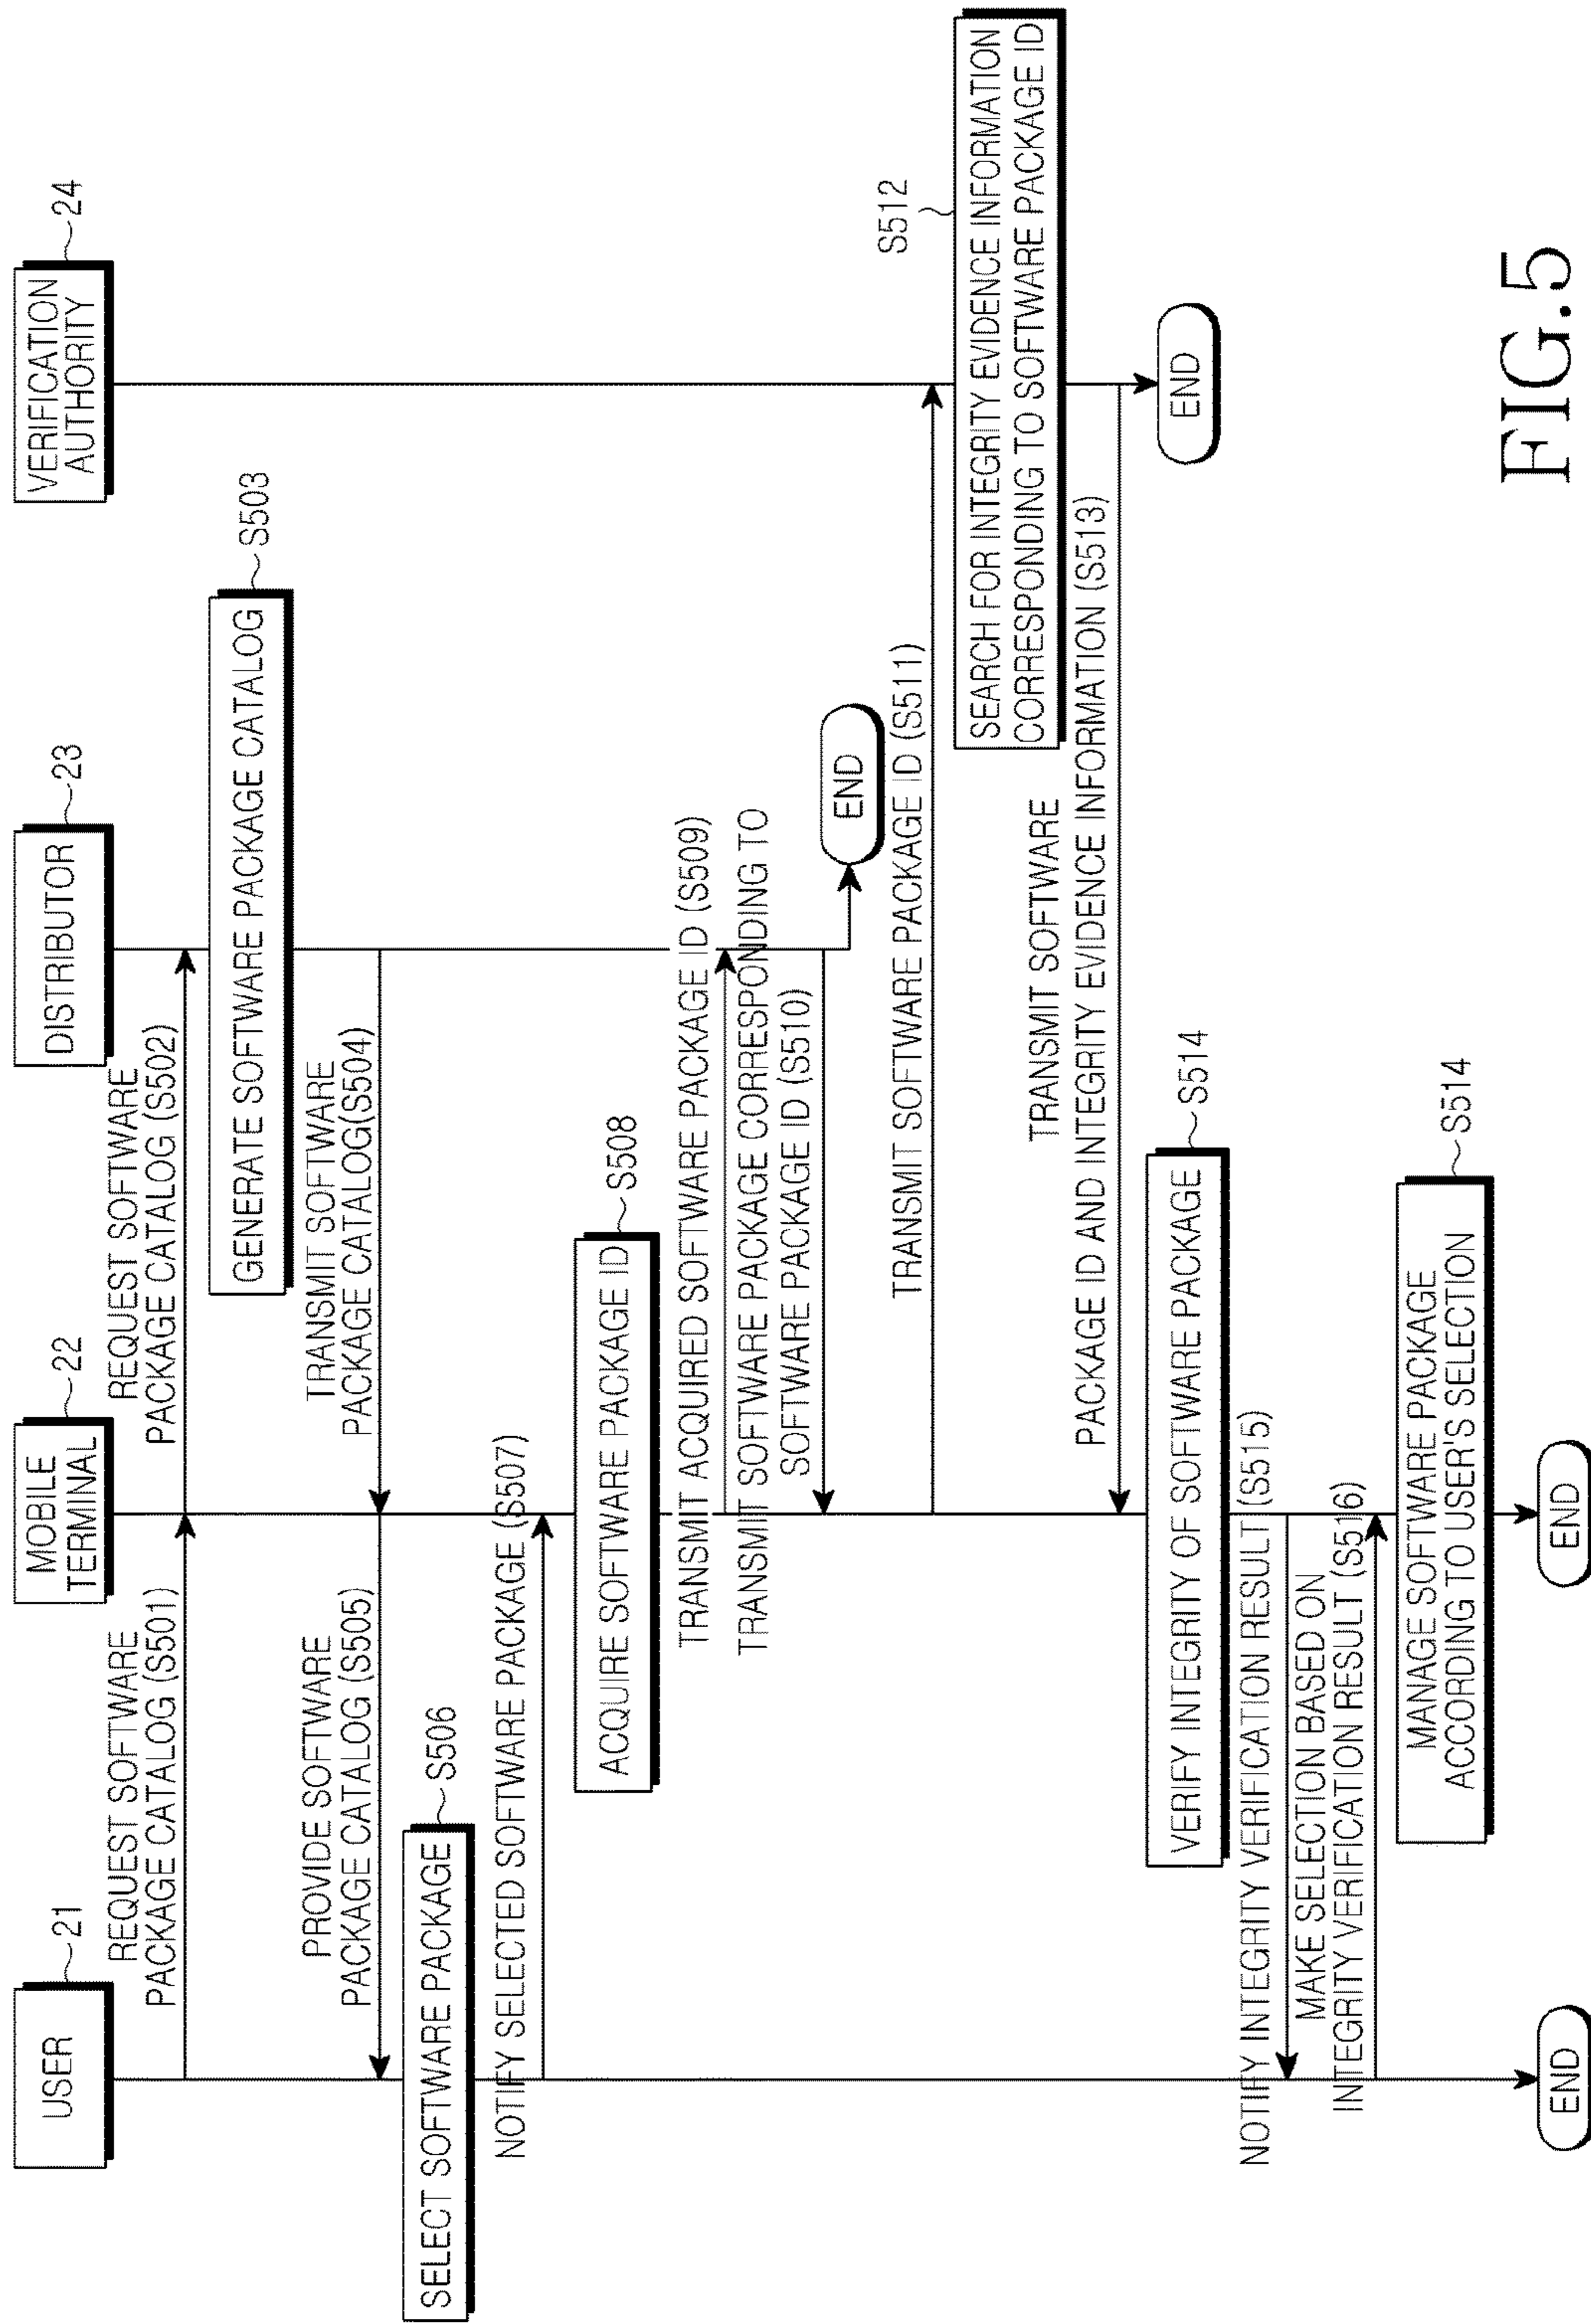 USER
21
MOBILE
TERMINAL
22
DISTRIBUTOR
23
VERIFICATION
AUTHORITY
24
REQUEST SOFTWARE
PACKAGE CATALOG (S501)
REQUEST SOFTWARE
PACKAGE CATALOG (S502)
GENERATE SOFTWARE PACKAGE CATALOG
S503
TRANSMIT SOFTWARE
PACKAGE CATALOG(S504)
PROVIDE SOFTWARE
PACKAGE CATALOG (S505)
SELECT SOFTWARE PACKAGE
S506
NOTIFY SELECTED SOFTWARE PACKAGE (S507)
ACQUIRE SOFTWARE PACKAGE ID
S508
TRANSMIT ACQUIRED SOFTWARE PACKAGE ID (S509)
TRANSMIT SOFTWARE PACKAGE CORRESPONDING TO
SOFTWARE PACKAGE ID (S510)
END
TRANSMIT SOFTWARE PACKAGE ID (S511)
S512
SEARCH FOR INTEGRITY EVIDENCE INFORMATION
CORRESPONDING TO SOFTWARE PACKAGE ID
TRANSMIT SOFTWARE
PACKAGE ID AND INTEGRITY EVIDENCE INFORMATION (S513)
END
VERIFY INTEGRITY OF SOFTWARE PACKAGE
S514
NOTIFY INTEGRITY VERIFICATION RESULT (S515)
MAKE SELECTION BASED ON
INTEGRITY VERIFICATION RESULT (S516)
MANAGE SOFTWARE PACKAGE
ACCORDING TO USER'S SELECTION
S514
END
END
FIG.5